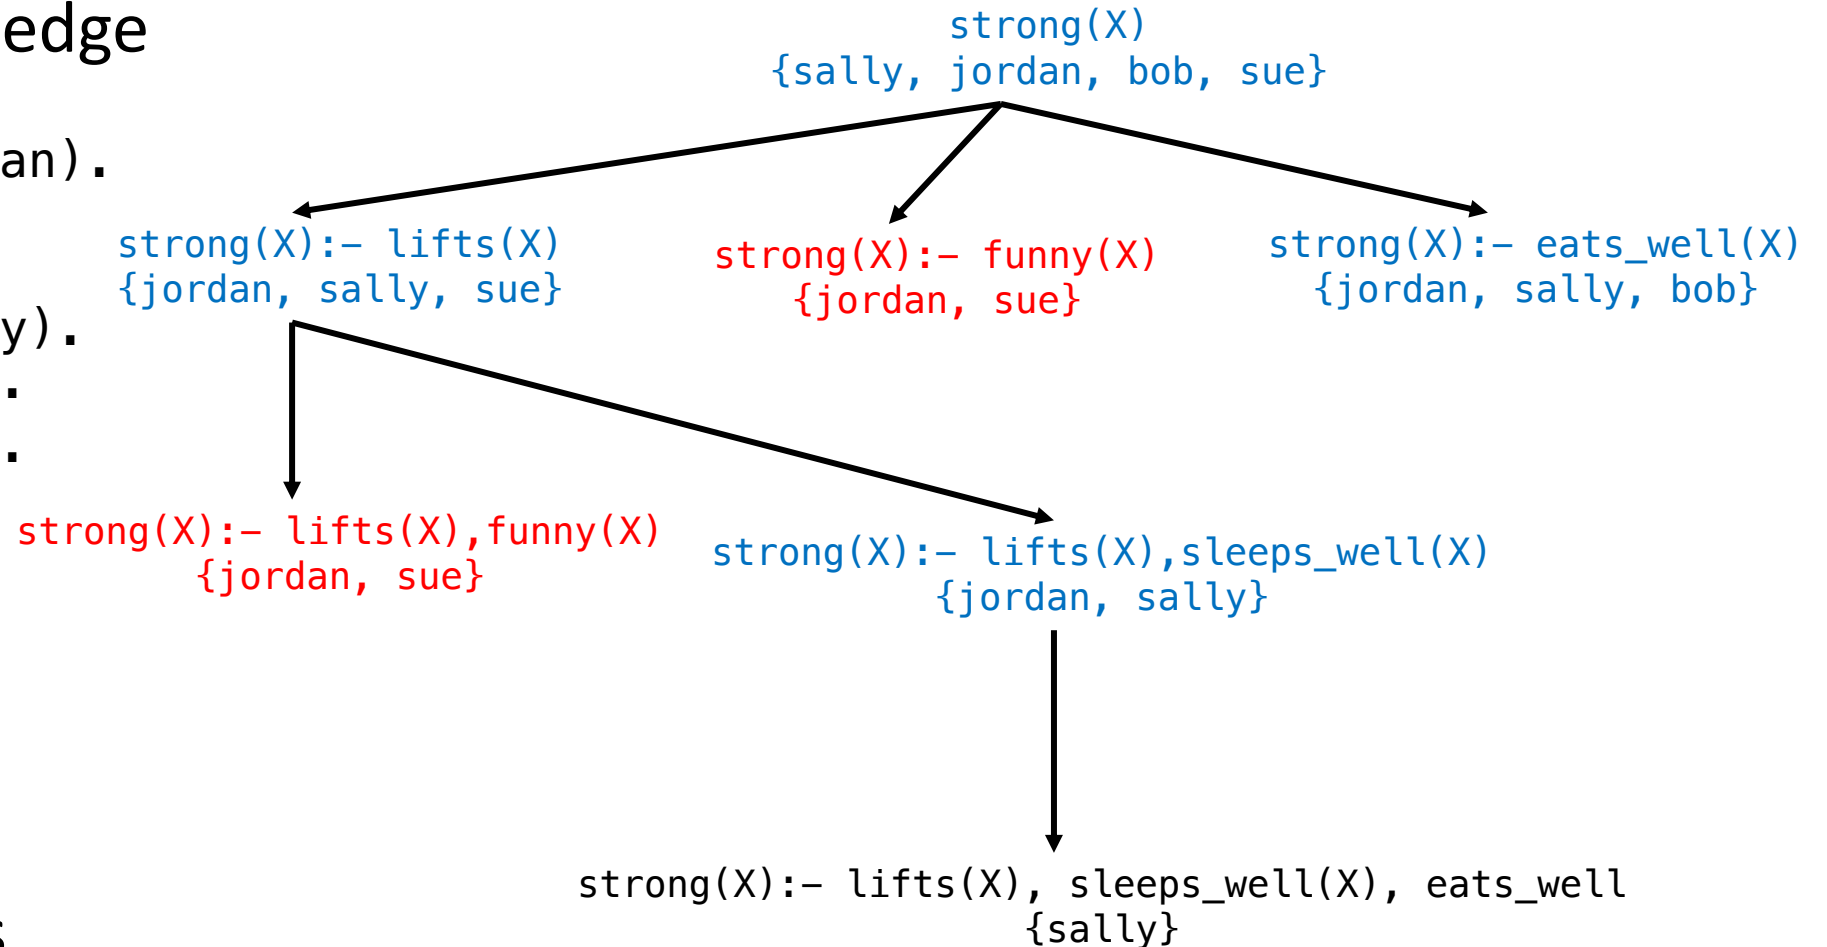 edge
an).
y).
.
.
s
strong(X)
{sally, jordan, bob, sue}
strong(X):– lifts(X)
{jordan, sally, sue}
strong(X):– funny(X)
{jordan, sue}
strong(X):– eats_well(X)
{jordan, sally, bob}
strong(X):– lifts(X),funny(X)
{jordan, sue}
strong(X):– lifts(X),sleeps_well(X)
{jordan, sally}
strong(X):– lifts(X), sleeps_well(X), eats_well
{sally}